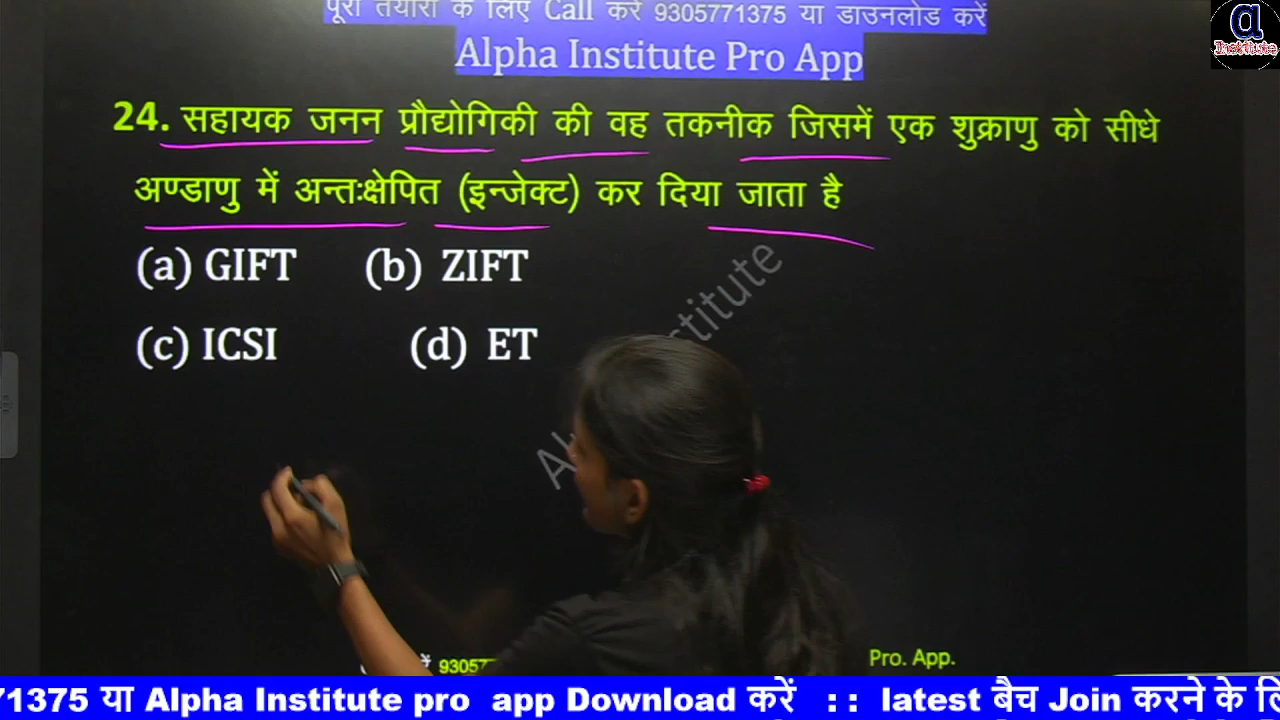 पूरी तैयारी के लिए Call करें 9305771375 या डाउनलोड करें
Alpha Institute Pro App
α
Institute
24. सहायक जनन प्रौद्योगिकी की वह तकनीक जिसमें एक शुक्राणु को सीधे
अण्डाणु में अन्तःक्षेपित (इन्जेक्ट) कर दिया जाता है
(a) GIFT (b) ZIFT
(c) ICSI (d) ET
Pro. App.
71375 या Alpha Institute pro app Download करें :: latest बैच Join करने के